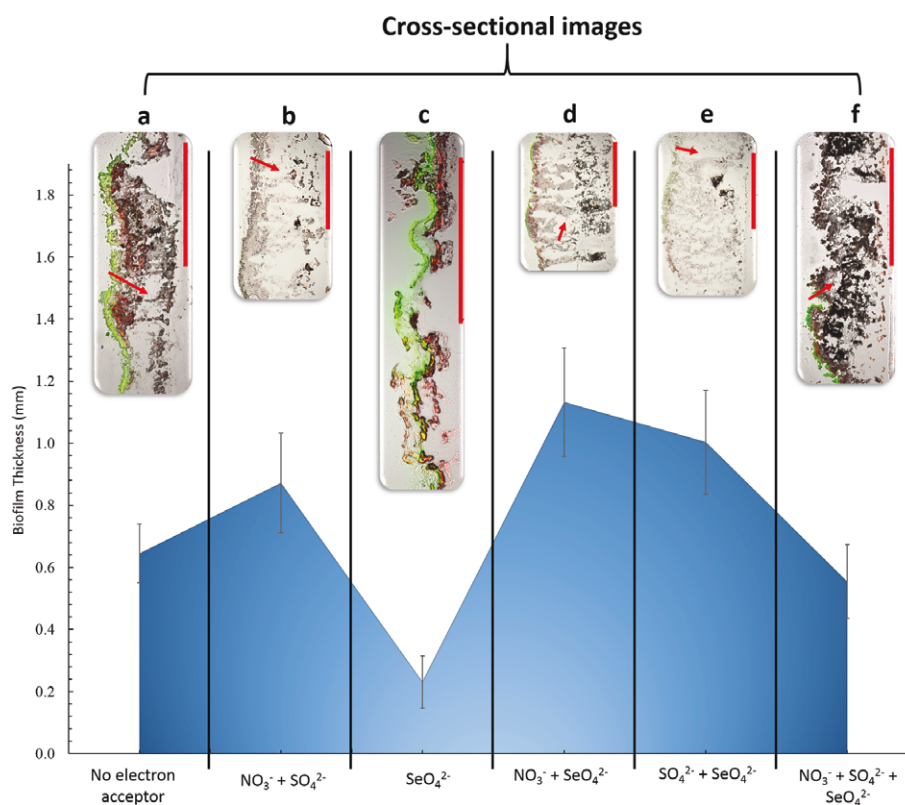 Cross-sectional images
a b c d e f
Biofilm Thickness (mm)
1.8
1.6
1.4
1.2
1.0
0.8
0.6
0.4
0.2
0.0
No electron
acceptor
NO₃⁻ + SO₄²⁻
SeO₄²⁻
NO₃⁻ + SeO₄²⁻
SO₄²⁻ + SeO₄²⁻
NO₃⁻ + SO₄²⁻ +
SeO₄²⁻